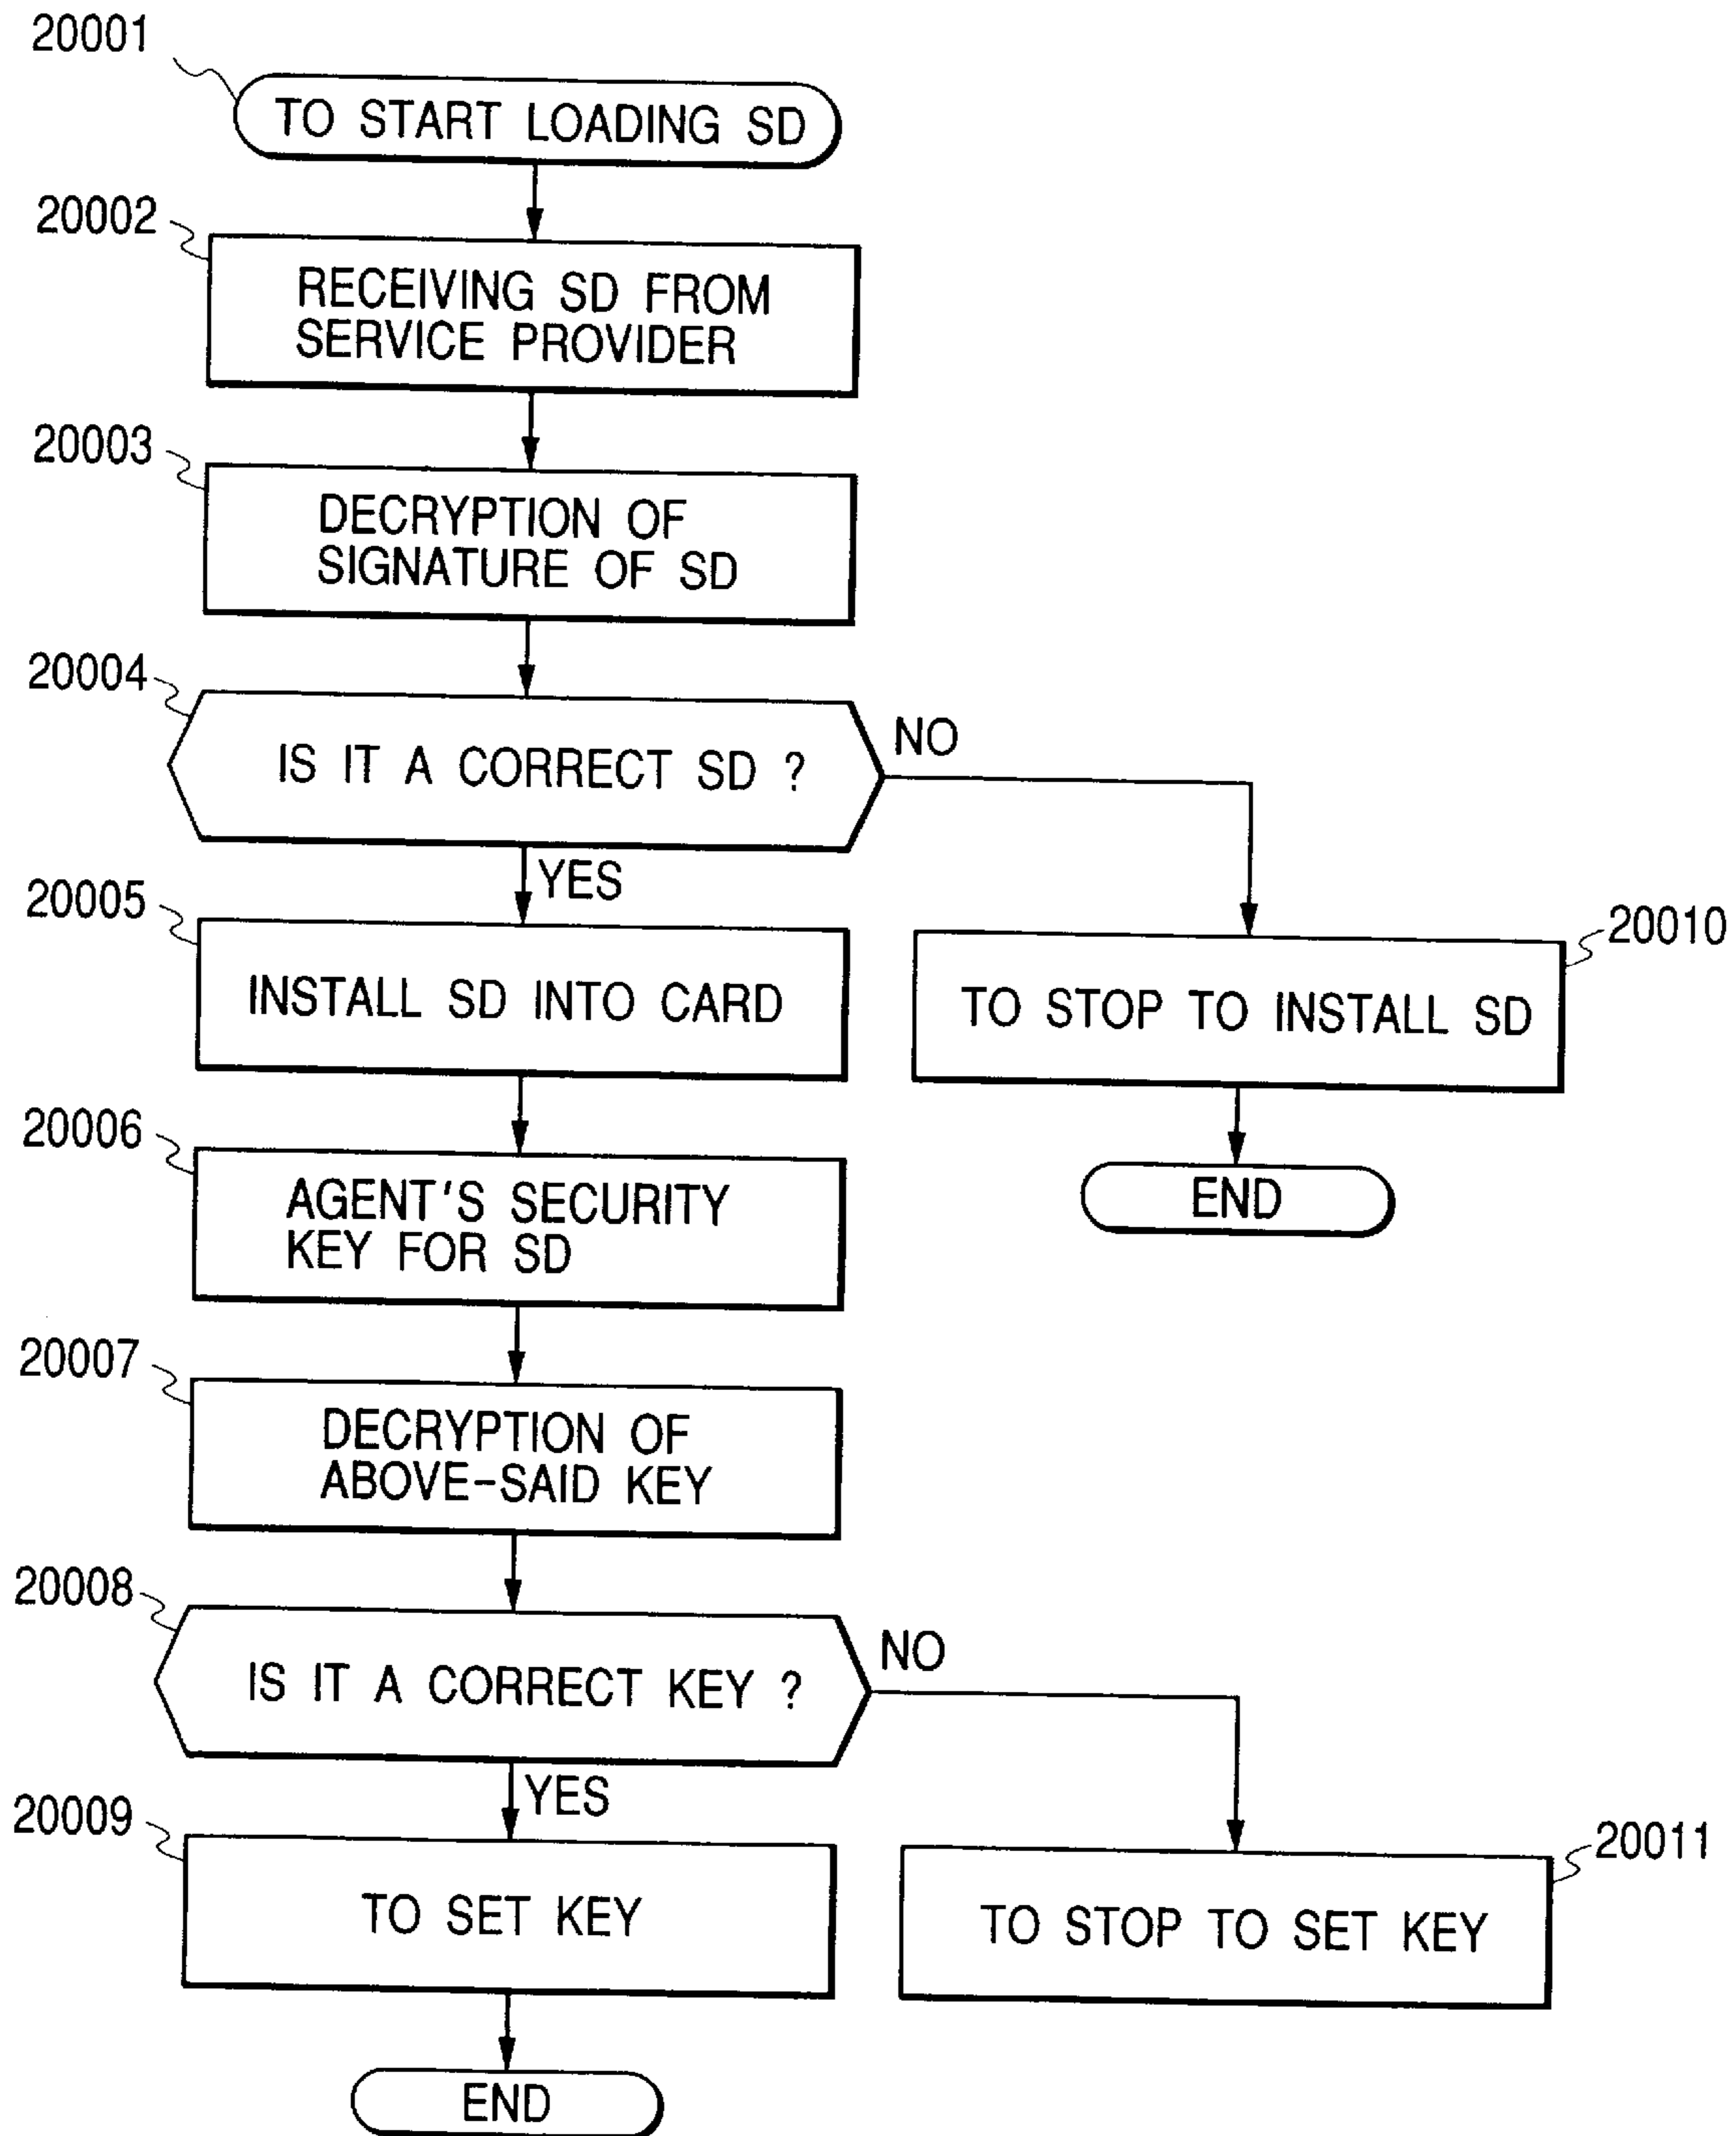 20001
TO START LOADING SD
20002
RECEIVING SD FROM
SERVICE PROVIDER
20003
DECRYPTION OF
SIGNATURE OF SD
20004
IS IT A CORRECT SD ?
NO
YES
20005
INSTALL SD INTO CARD
20010
TO STOP TO INSTALL SD
END
20006
AGENT'S SECURITY
KEY FOR SD
20007
DECRYPTION OF
ABOVE-SAID KEY
20008
IS IT A CORRECT KEY ?
NO
YES
20009
TO SET KEY
20011
TO STOP TO SET KEY
END